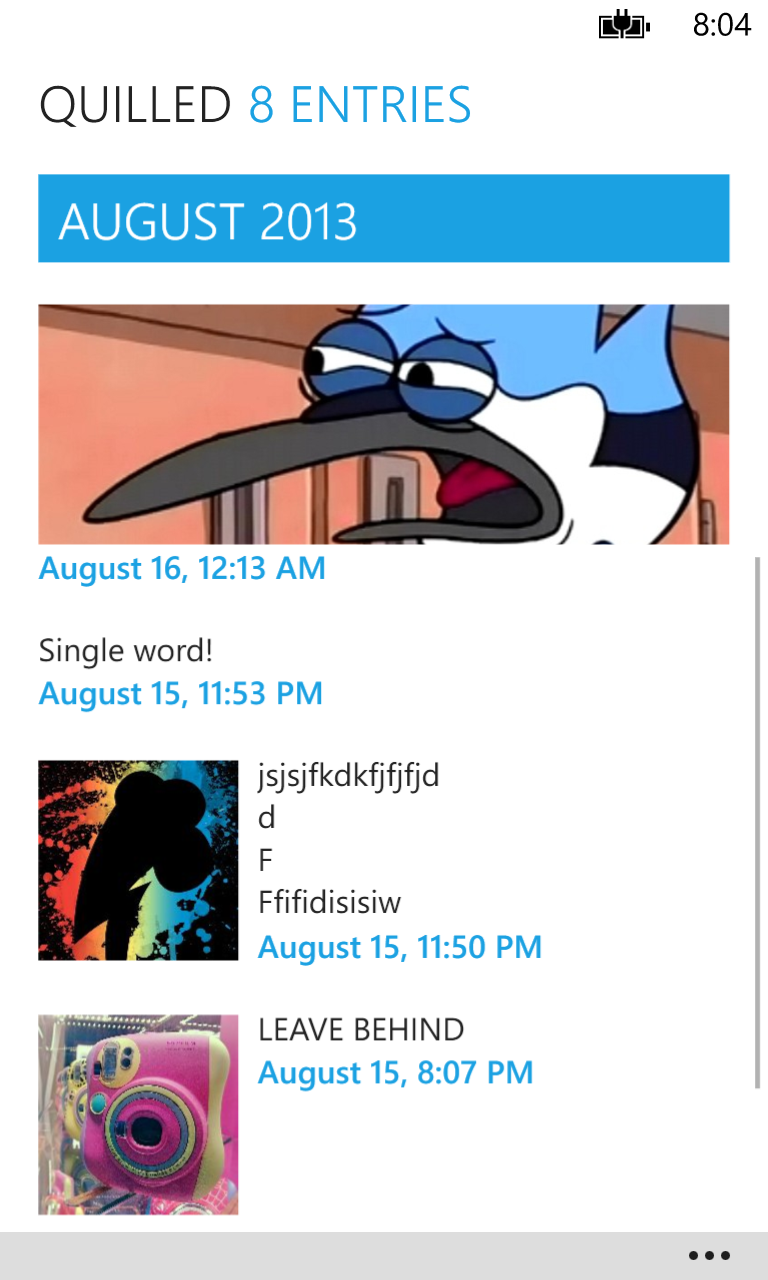 8:04
QUILLED 8 ENTRIES
AUGUST 2013
August 16, 12:13 AM
Single word!
August 15, 11:53 PM
jsjsjfkdkfjfjfjd
d
F
Ffifidisisiw
August 15, 11:50 PM
LEAVE BEHIND
August 15, 8:07 PM